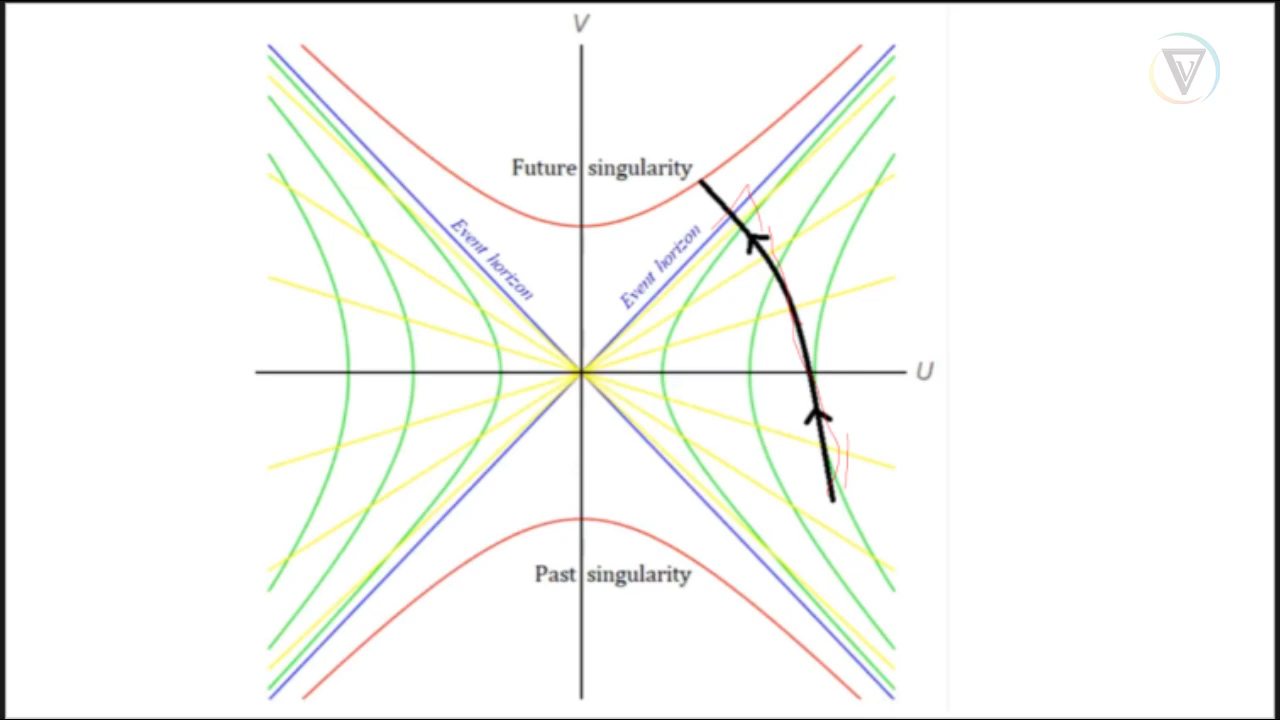 V
Future singularity
Event horizon
Event horizon
U
Past singularity
V